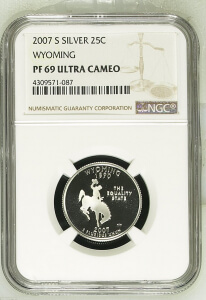 2007 S SILVER 25C
WYOMING
PF 69 ULTRA CAMEO
4309571-087
NUMISMATIC GUARANTY CORPORATION
NGC
WYOMING
1890
THE
EQUALITY
STATE
2007
E PLURIBUS UNUM